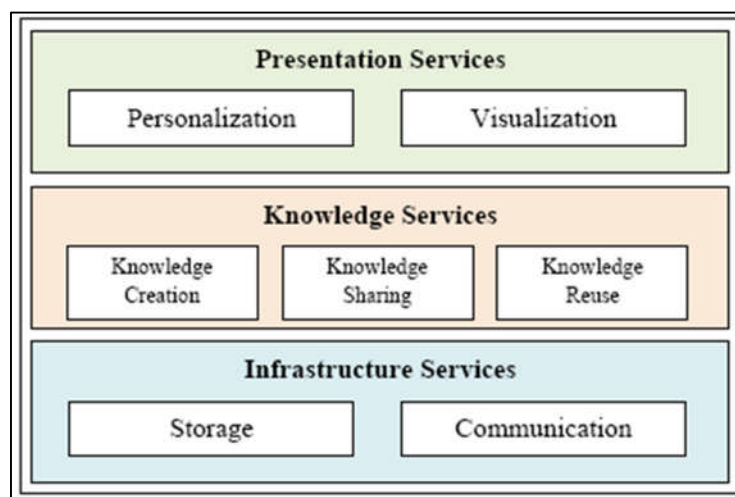 Presentation Services
Personalization
Visualization
Knowledge Services
Knowledge
Creation
Knowledge
Sharing
Knowledge
Reuse
Infrastructure Services
Storage
Communication